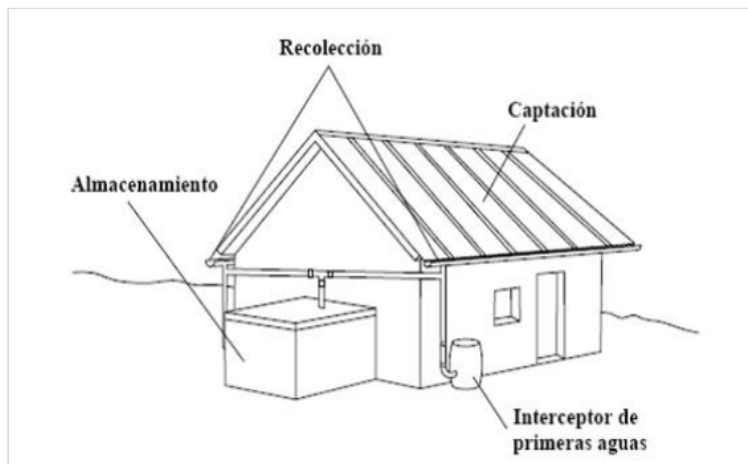 Recolección
Captación
Almacenamiento
Interceptor de
primeras aguas